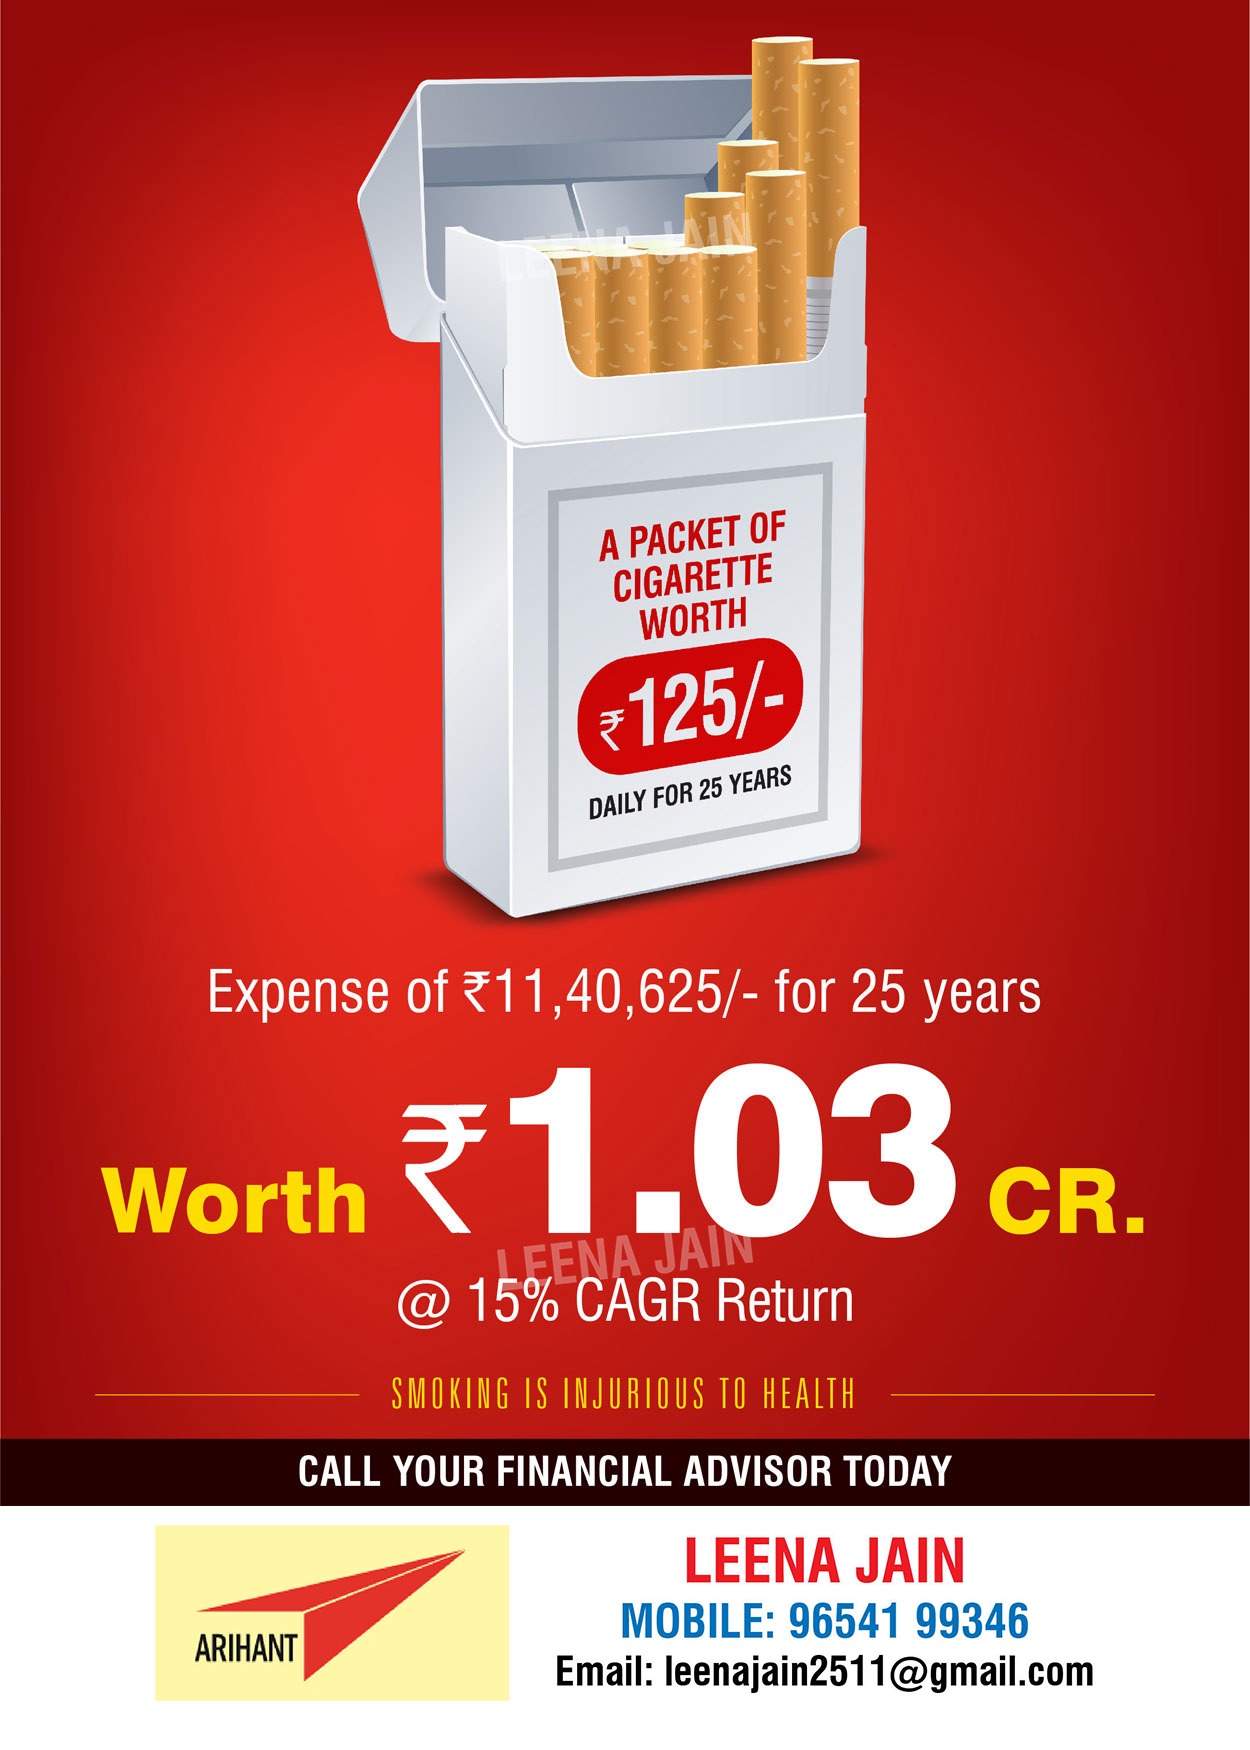 LEENA JAIN
A PACKET OF
CIGARETTE
WORTH
₹125/-
DAILY FOR 25 YEARS
Expense of ₹11,40,625/- for 25 years
Worth ₹1.03 CR.
LEENA JAIN
@ 15% CAGR Return
SMOKING IS INJURIOUS TO HEALTH
CALL YOUR FINANCIAL ADVISOR TODAY
ARIHANT
LEENA JAIN
MOBILE: 96541 99346
Email: leenajain2511@gmail.com